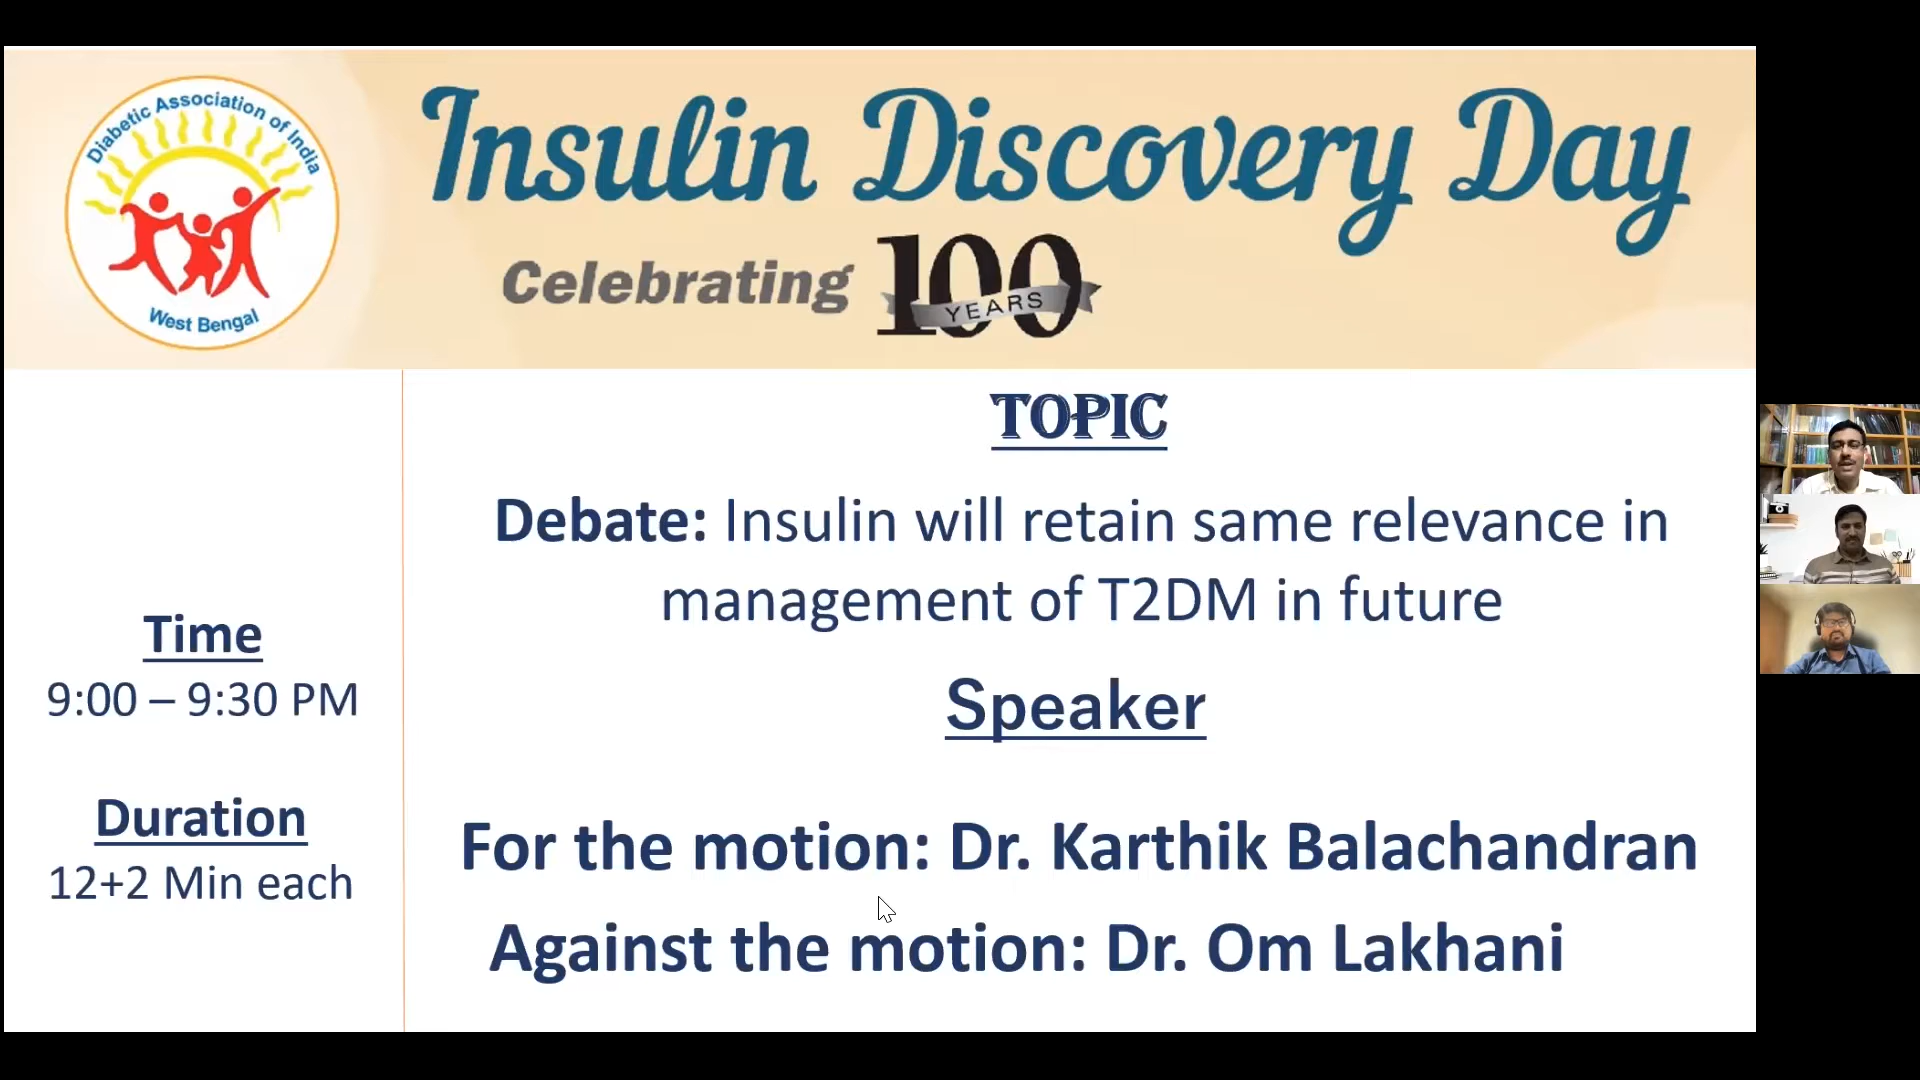 Diabetic Association of India
West Bengal
Insulin Discovery Day
Celebrating 100
YEARS
Time
9:00 – 9:30 PM
Duration
12+2 Min each
TOPIC
Debate: Insulin will retain same relevance in
management of T2DM in future
Speaker
For the motion: Dr. Karthik Balachandran
Against the motion: Dr. Om Lakhani